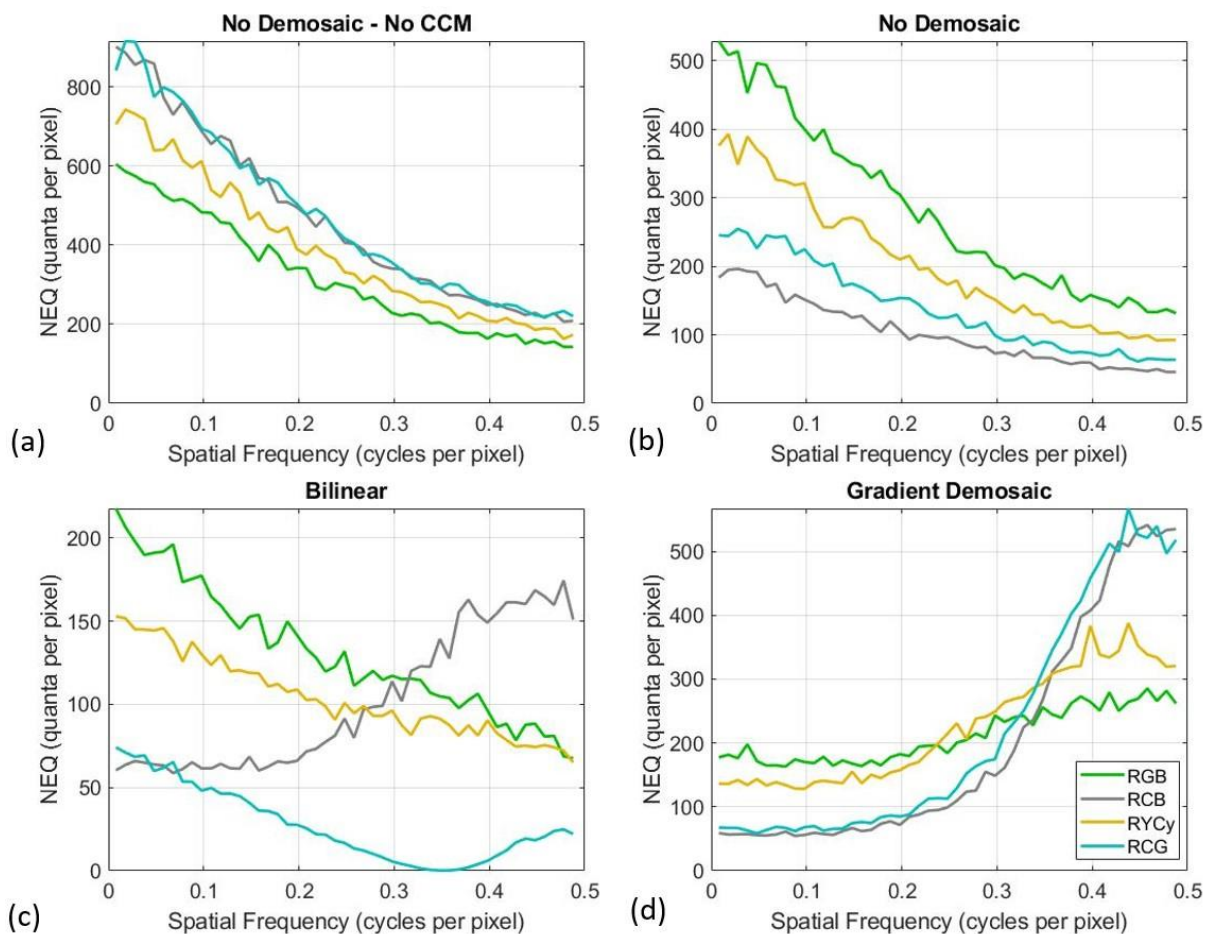 No Demosaic - No CCM
NEQ (quanta per pixel)
800
600
400
200
0
0 0.1 0.2 0.3 0.4 0.5
Spatial Frequency (cycles per pixel)
(a)
No Demosaic
NEQ (quanta per pixel)
500
400
300
200
100
0
0 0.1 0.2 0.3 0.4 0.5
Spatial Frequency (cycles per pixel)
(b)
Bilinear
NEQ (quanta per pixel)
200
150
100
50
0
0 0.1 0.2 0.3 0.4 0.5
Spatial Frequency (cycles per pixel)
(c)
Gradient Demosaic
NEQ (quanta per pixel)
500
400
300
200
100
0
0 0.1 0.2 0.3 0.4 0.5
Spatial Frequency (cycles per pixel)
RGB
RCB
RYCy
RCG
(d)